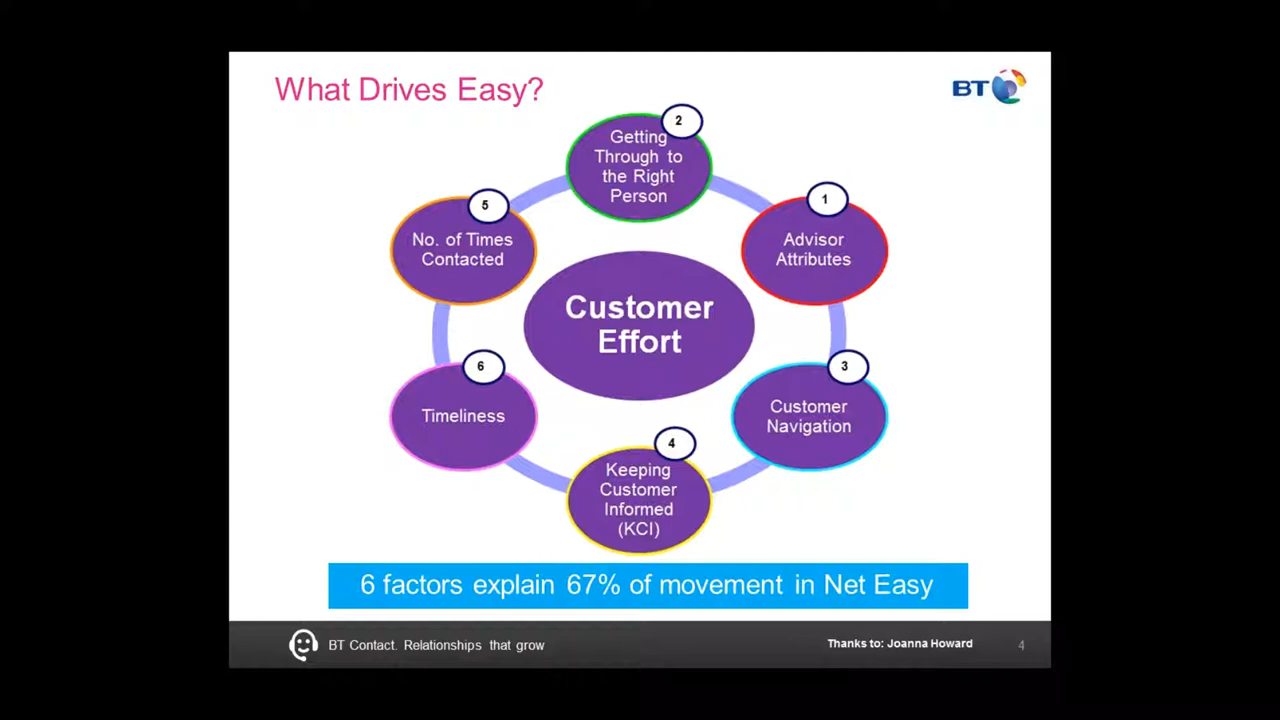 What Drives Easy?
BT
2
Getting
Through to
the Right
Person
5
No. of Times
Contacted
1
Advisor
Attributes
Customer
Effort
6
Timeliness
3
Customer
Navigation
4
Keeping
Customer
Informed
(KCI)
6 factors explain 67% of movement in Net Easy
BT Contact. Relationships that grow
Thanks to: Joanna Howard
4